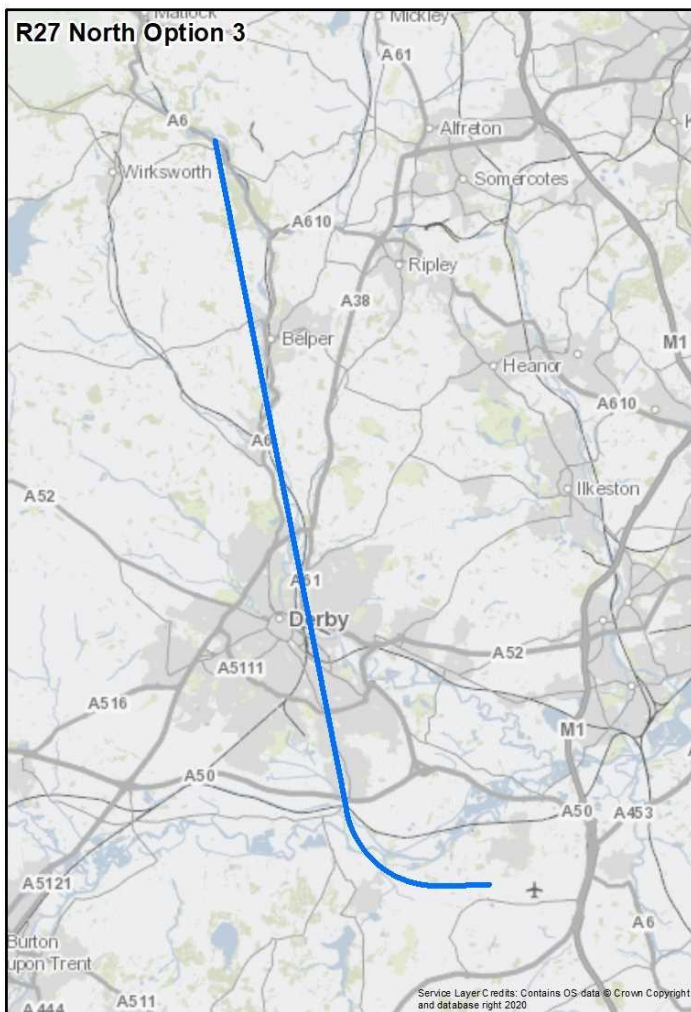 Matlock
Mickley
R27 North Option 3
A61
A6
Alfreton
Wirksworth
Somercotes
A610
Ripley
A38
Belper
M1
Heanor
A610
A6
Ilkeston
A52
A61
Derby
A5111
A52
A516
M1
A50
A50
A453
A5121
A6
Burton
upon Trent
A511
A444
Service Layer Credits: Contains OS data © Crown Copyright
and database right 2020